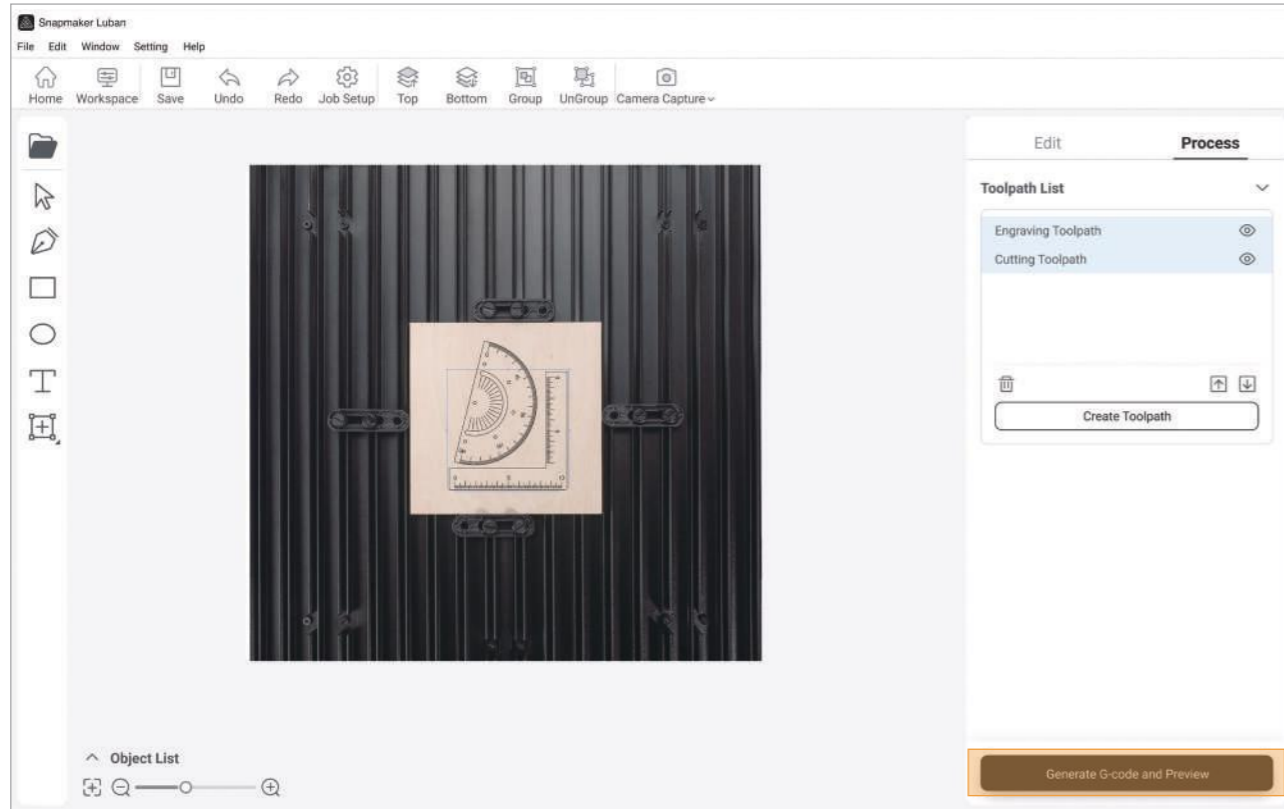 Snapmaker Luban
File Edit Window Setting Help
Home Workspace Save Undo Redo Job Setup Top Bottom Group UnGroup Camera Capture
Edit Process
Toolpath List
Engraving Toolpath
Cutting Toolpath
Create Toolpath
Object List
Generate G-code and Preview